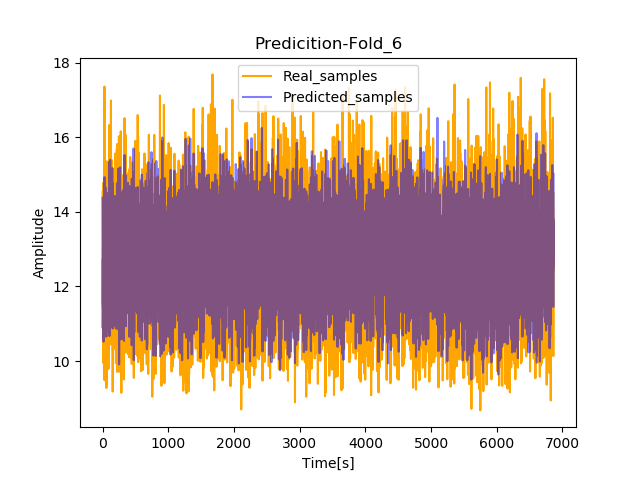 Predicition-Fold_6
Real_samples
Predicted_samples
18
16
14
12
10
Amplitude
0 1000 2000 3000 4000 5000 6000 7000
Time[s]